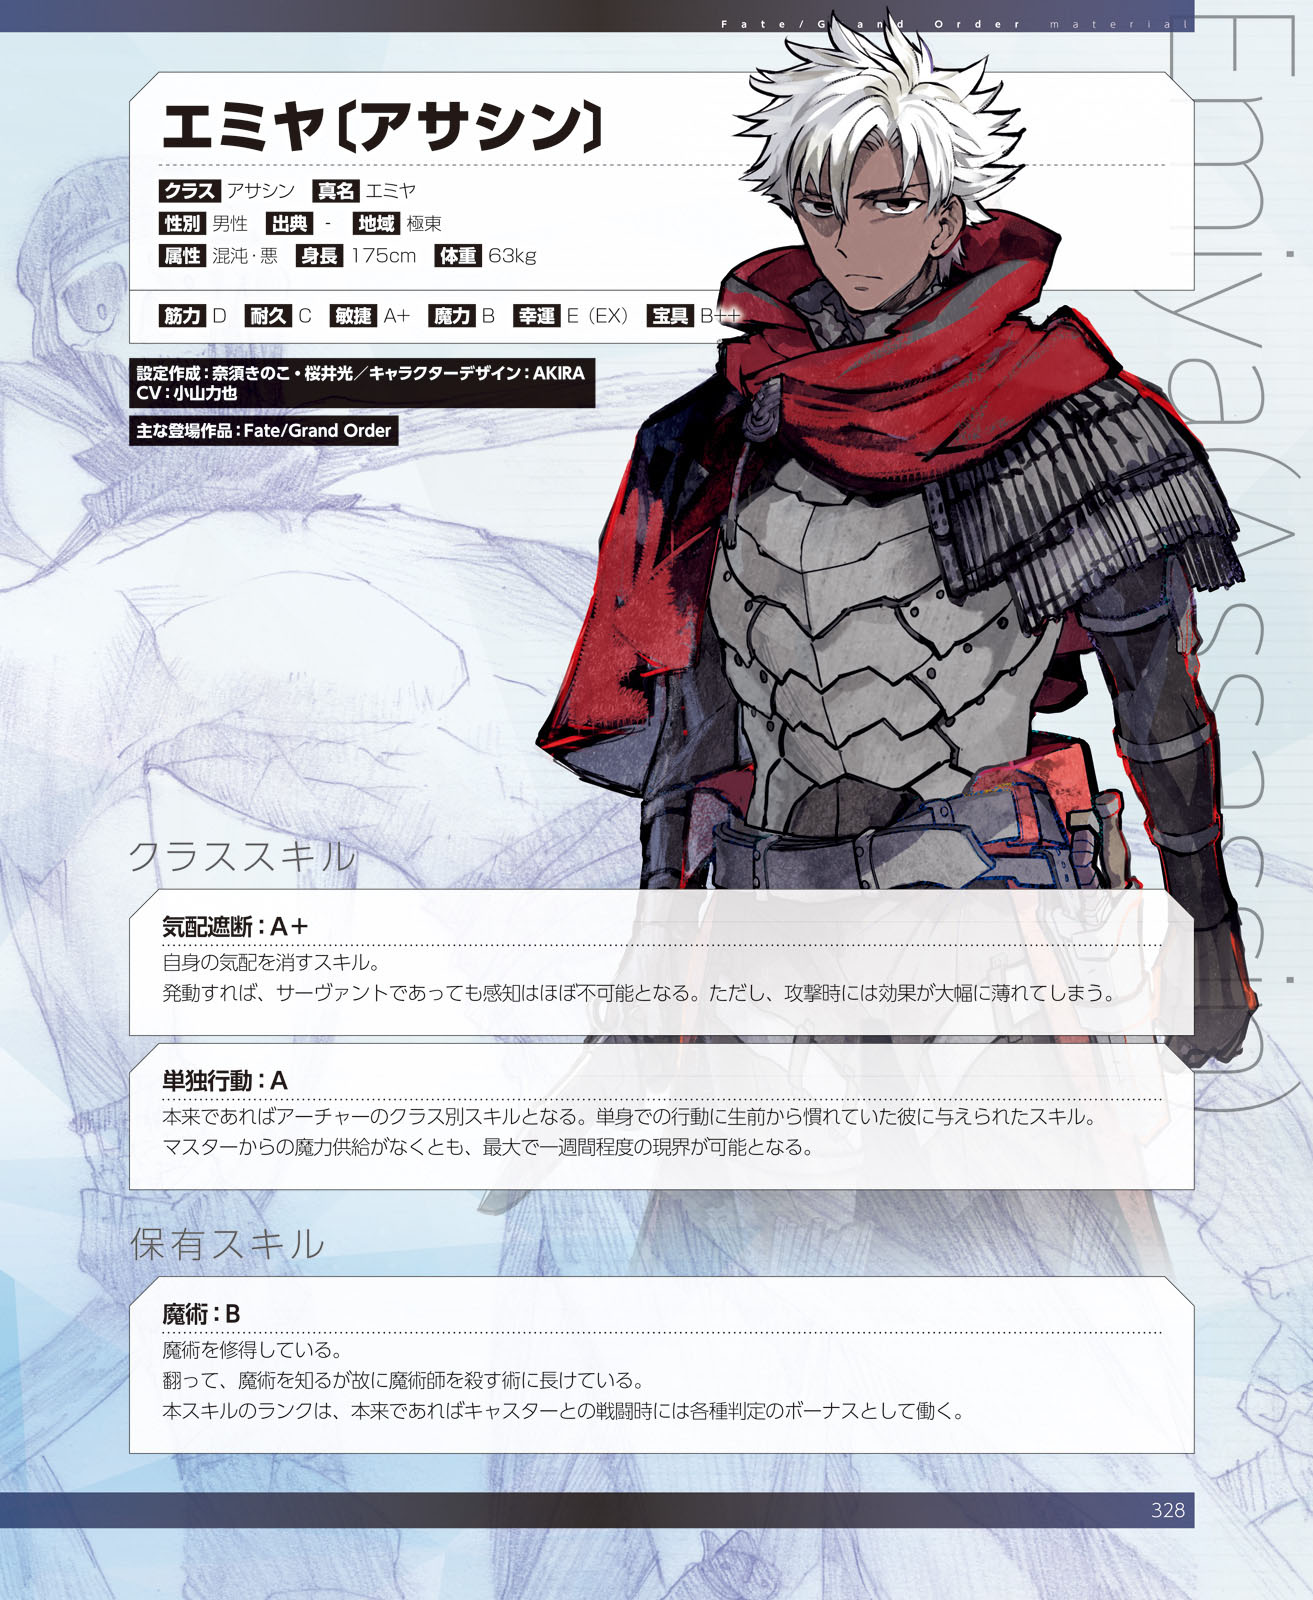 Fate/Grand Order material
Emiya(Assassin)
エミヤ〔アサシン〕
クラス アサシン 真名 エミヤ
性別 男性 出典 - 地域 極東
属性 混沌・悪 身長 175cm 体重 63kg
筋力 D 耐久 C 敏捷 A+ 魔力 B 幸運 E（EX） 宝具 B++
設定作成：奈須きのこ・桜井光／キャラクターデザイン：AKIRA
CV：小山力也
主な登場作品：Fate/Grand Order
クラススキル
気配遮断：A＋
自身の気配を消すスキル。
発動すれば、サーヴァントであっても感知はほぼ不可能となる。ただし、攻撃時には効果が大幅に薄れてしまう。
単独行動：A
本来であればアーチャーのクラス別スキルとなる。単身での行動に生前から慣れていた彼に与えられたスキル。
マスターからの魔力供給がなくとも、最大で一週間程度の現界が可能となる。
保有スキル
魔術：B
魔術を修得している。
翻って、魔術を知るが故に魔術師を殺す術に長けている。
本スキルのランクは、本来であればキャスターとの戦闘時には各種判定のボーナスとして働く。
328